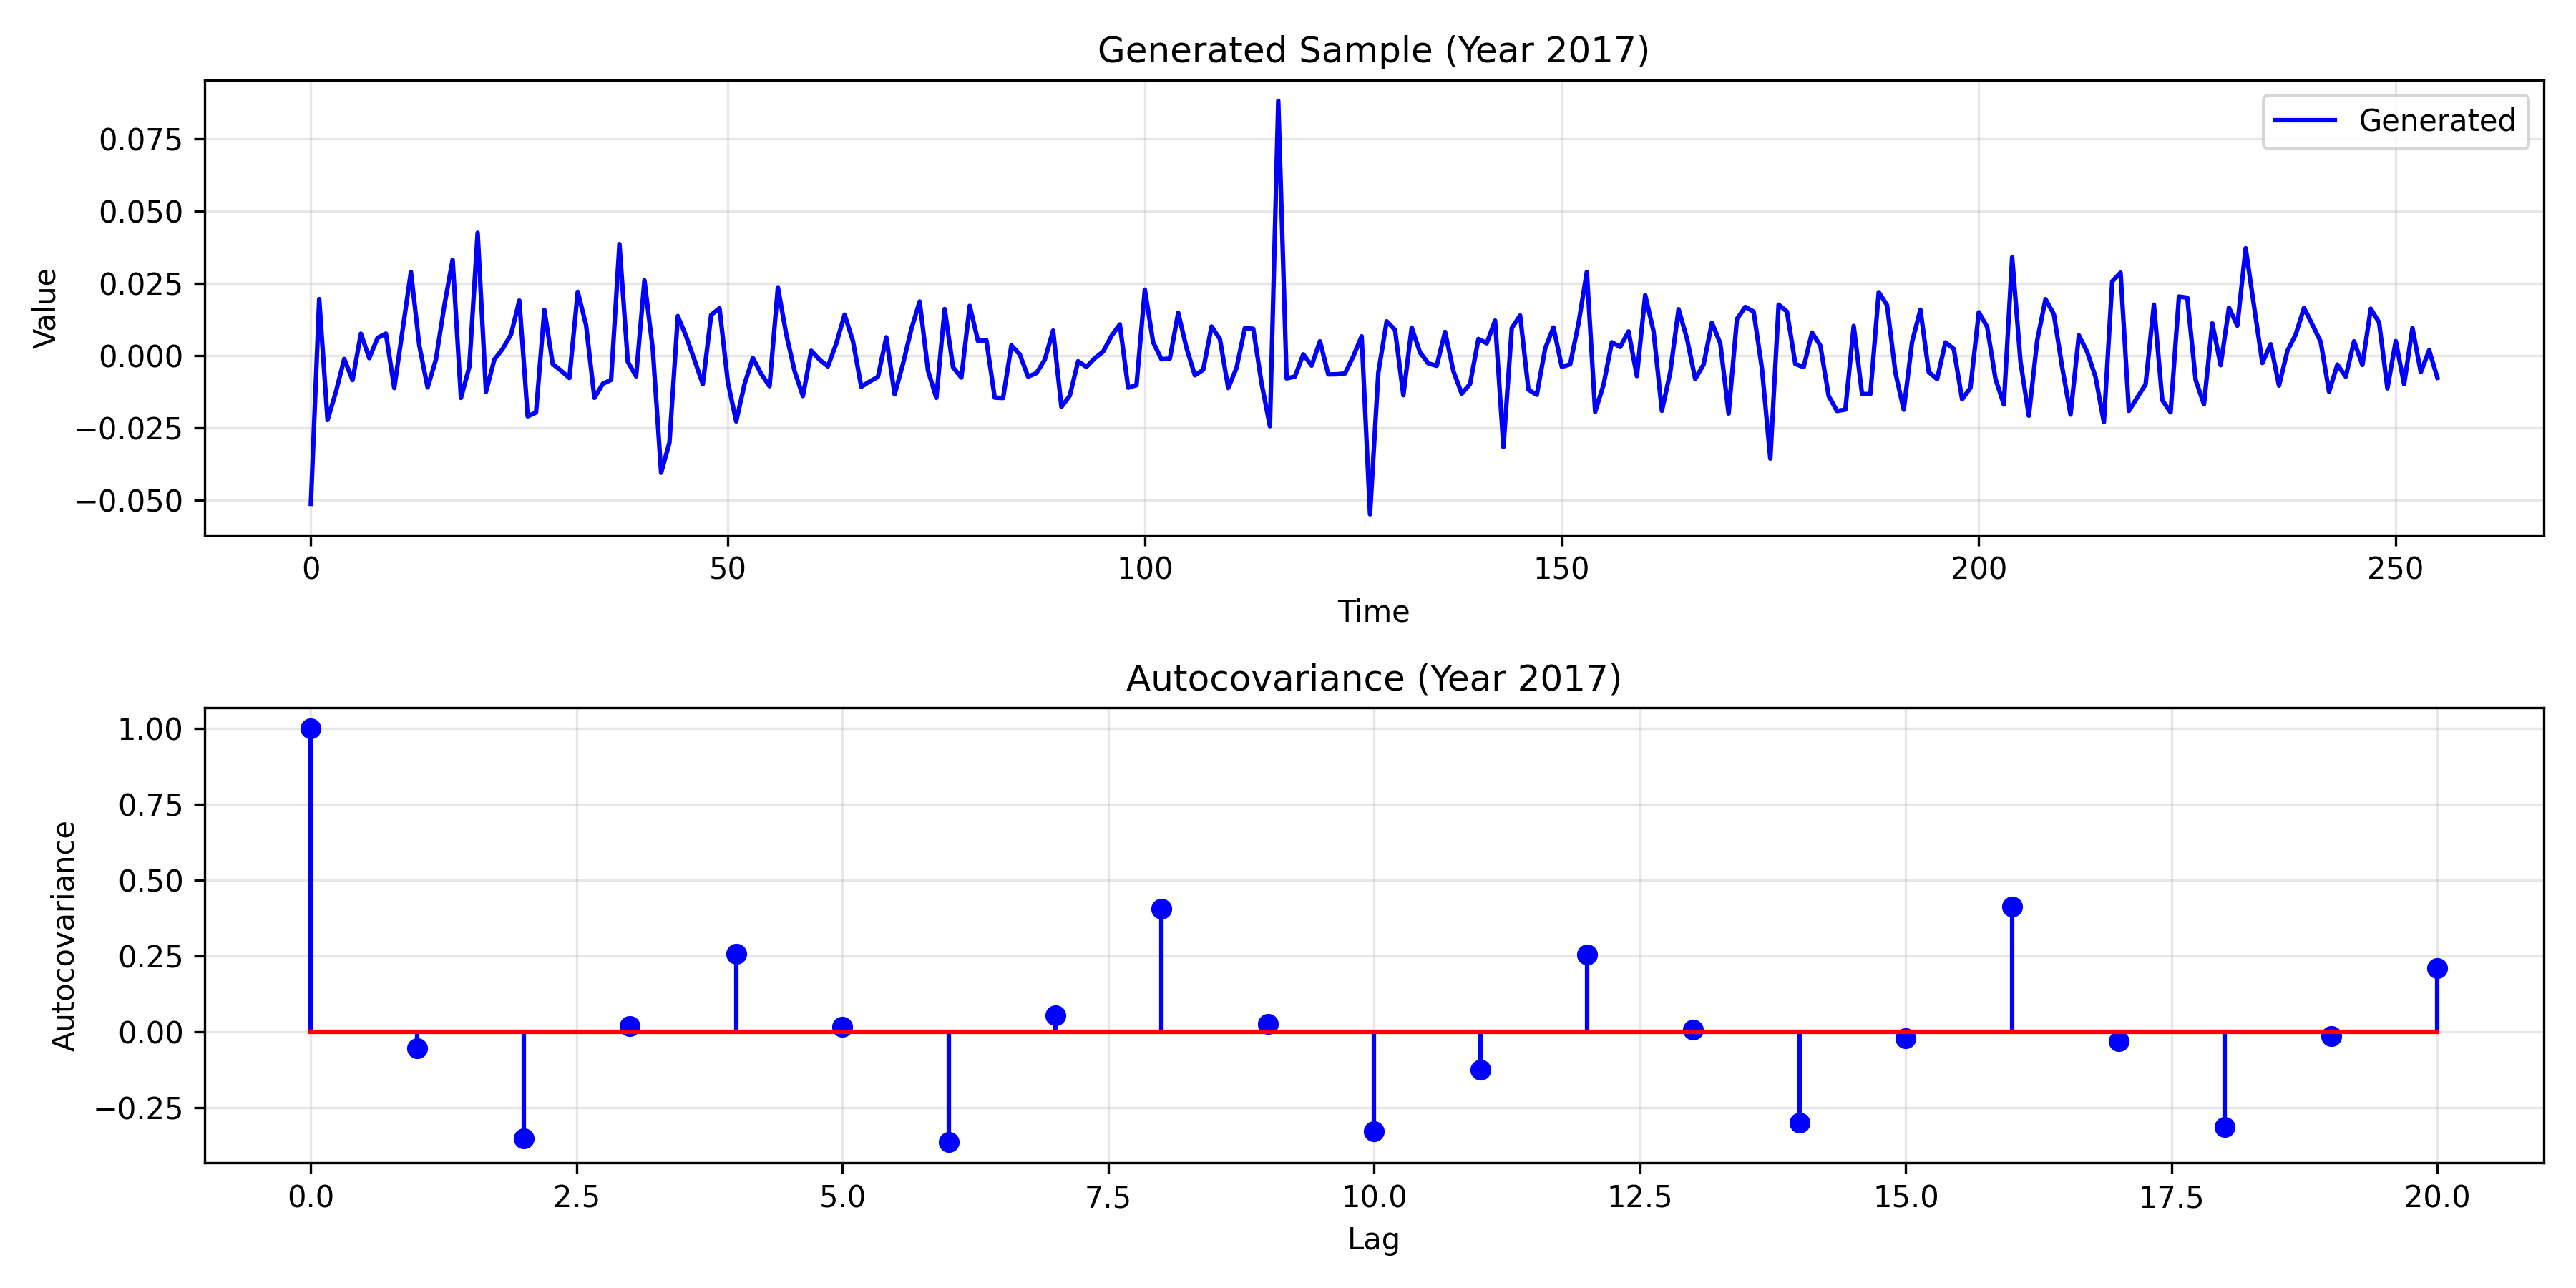 Generated Sample (Year 2017)
Generated
Value
0.075
0.050
0.025
0.000
−0.025
−0.050
0 50 100 150 200 250
Time
Autocovariance (Year 2017)
Autocovariance
1.00
0.75
0.50
0.25
0.00
−0.25
0.0 2.5 5.0 7.5 10.0 12.5 15.0 17.5 20.0
Lag